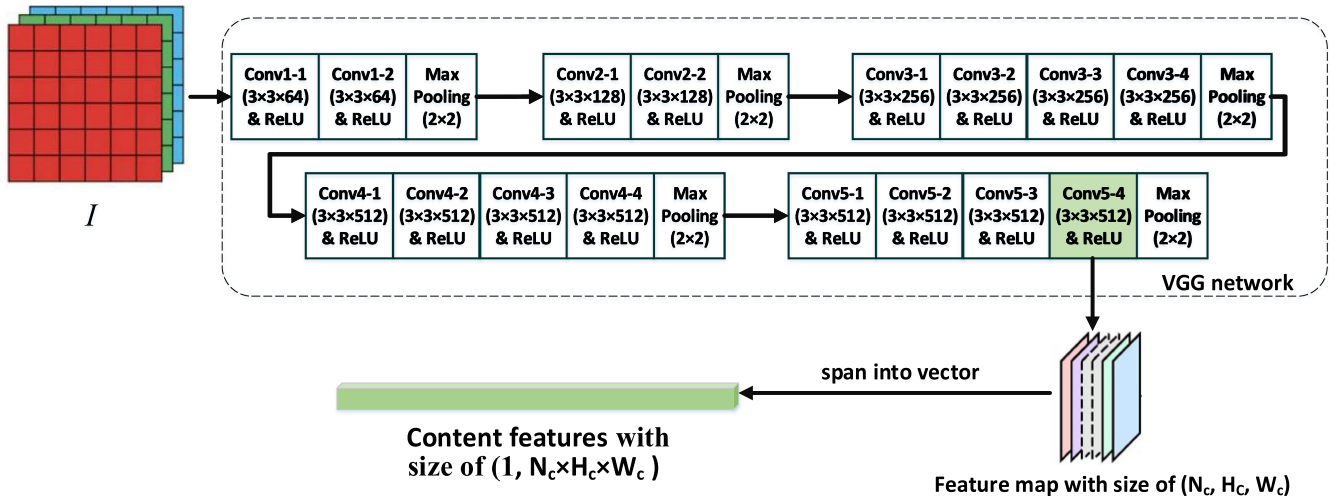 I
Conv1-1
(3×3×64)
& ReLU
Conv1-2
(3×3×64)
& ReLU
Max
Pooling
(2×2)
Conv2-1
(3×3×128)
& ReLU
Conv2-2
(3×3×128)
& ReLU
Max
Pooling
(2×2)
Conv3-1
(3×3×256)
& ReLU
Conv3-2
(3×3×256)
& ReLU
Conv3-3
(3×3×256)
& ReLU
Conv3-4
(3×3×256)
& ReLU
Max
Pooling
(2×2)
Conv4-1
(3×3×512)
& ReLU
Conv4-2
(3×3×512)
& ReLU
Conv4-3
(3×3×512)
& ReLU
Conv4-4
(3×3×512)
& ReLU
Max
Pooling
(2×2)
Conv5-1
(3×3×512)
& ReLU
Conv5-2
(3×3×512)
& ReLU
Conv5-3
(3×3×512)
& ReLU
Conv5-4
(3×3×512)
& ReLU
Max
Pooling
(2×2)
VGG network
span into vector
Content features with
size of (1, N_c×H_c×W_c )
Feature map with size of (N_c, H_C, W_c)